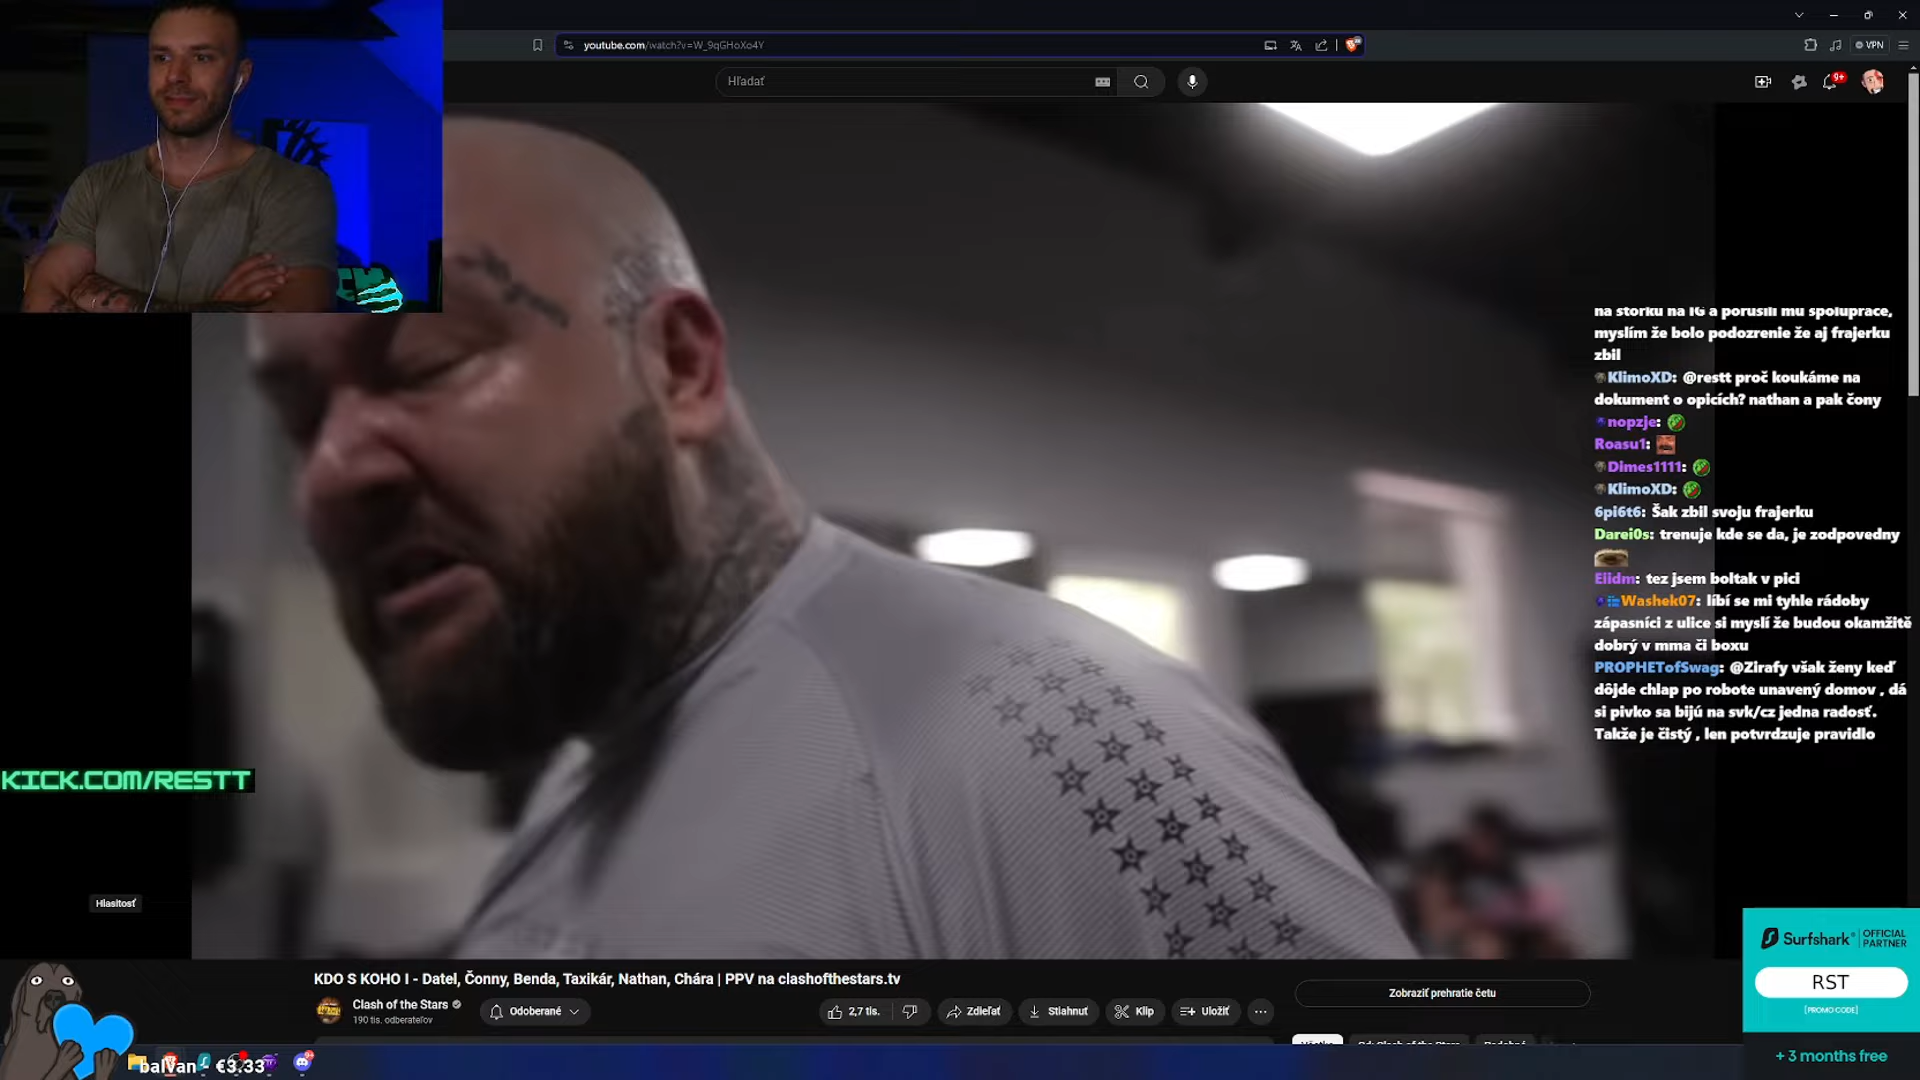 youtube.com/watch?v=W_9qGHoXo4Y
VPN
Hľadať
9+
na storku na IG a porušili mu spolupráce,
myslím že bolo podozrenie že aj frajerku
zbil
KlimoXD: @restt proč koukáme na
dokument o opicích? nathan a pak čony
nopzje:
Roasu1:
Dimes1111:
KlimoXD:
6pi6t6: Šak zbil svoju frajerku
Darei0s: trenuje kde se da, je zodpovedny
Eiidm: tez jsem boltak v pici
Washek07: líbí se mi tyhle rádoby
zápasníci z ulice si myslí že budou okamžitě
dobrý v mma či boxu
PROPHETofSwag: @Zirafy však ženy keď
dôjde chlap po robote unavený domov , dá
si pivko sa bijú na svk/cz jedna radosť.
Takže je čistý , len potvrdzuje pravidlo
KICK.COM/RESTT
Hlasitosť
Surfshark OFFICIAL PARTNER
RST
[PROMO CODE]
+ 3 months free
KDO S KOHO I - Datel, Čonny, Benda, Taxikár, Nathan, Chára | PPV na clashofthestars.tv
Clash of the Stars
190 tis. odberateľov
Odoberané
2,7 tis.
Zdieľať
Stiahnuť
Klip
Uložiť
Zobraziť prehratie četu
balvan - €3.33